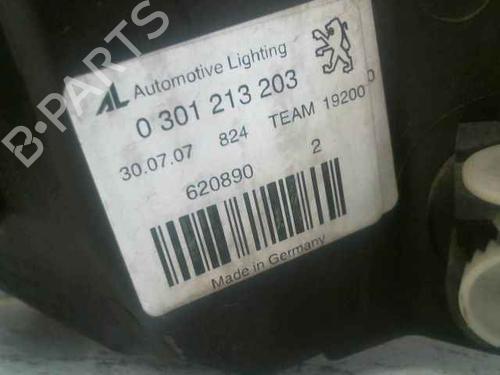 AL Automotive Lighting
0 301 213 203
30.07.07 824 TEAM 19200 0
620890 2
Made in Germany
B-PARTS